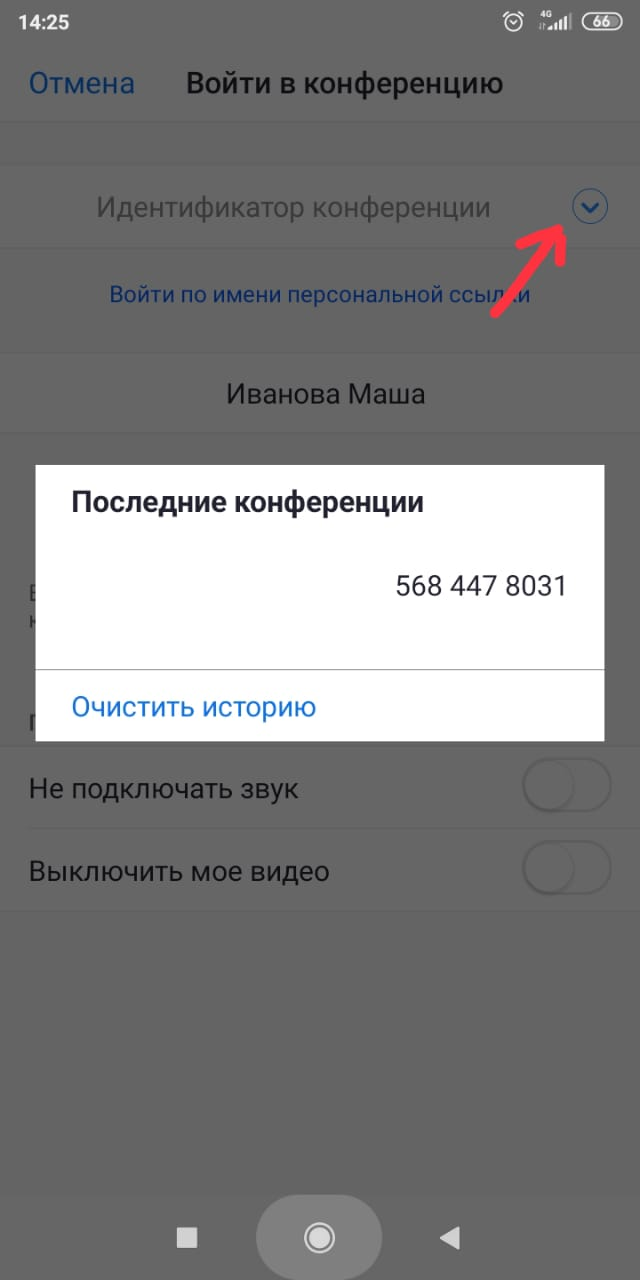 14:25
4G
66
Отмена
Войти в конференцию
Идентификатор конференции
Войти по имени персональной ссылки
Иванова Маша
Последние конференции
568 447 8031
Очистить историю
Не подключать звук
Выключить мое видео